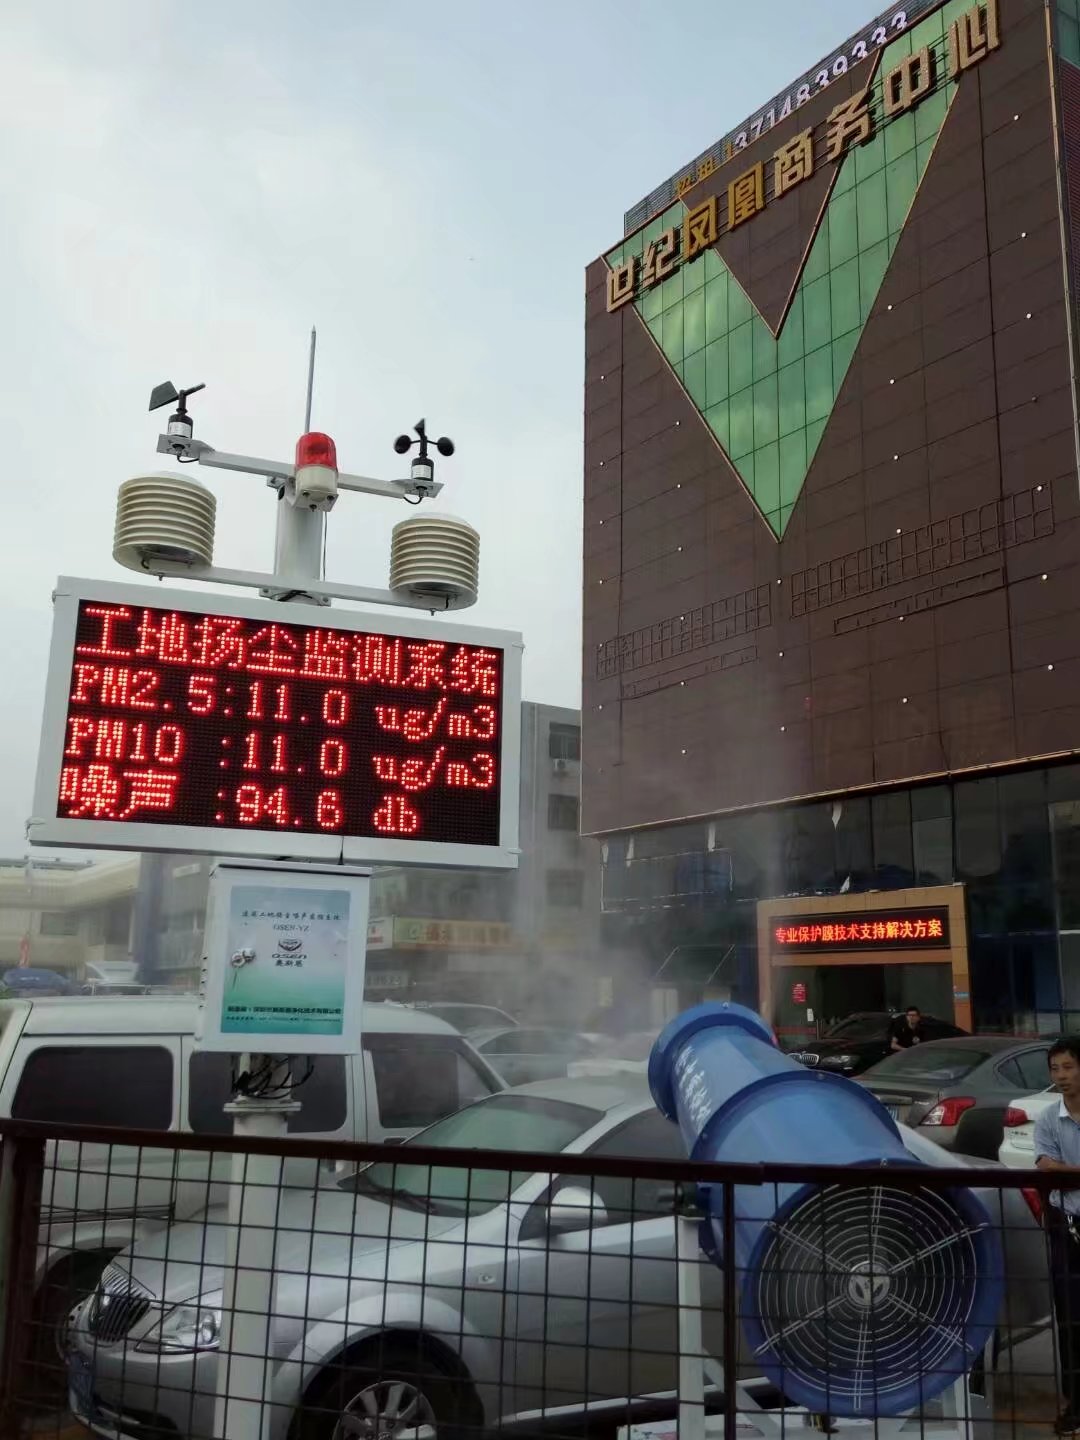 13714839333
世纪凤凰商务中心
工地扬尘监测系统
PM2.5:11.0 ug/m3
PM10 :11.0 ug/m3
噪声 :94.6 db
OSEN-YZ
OSEN
奥斯恩
专业保护膜技术支持解决方案